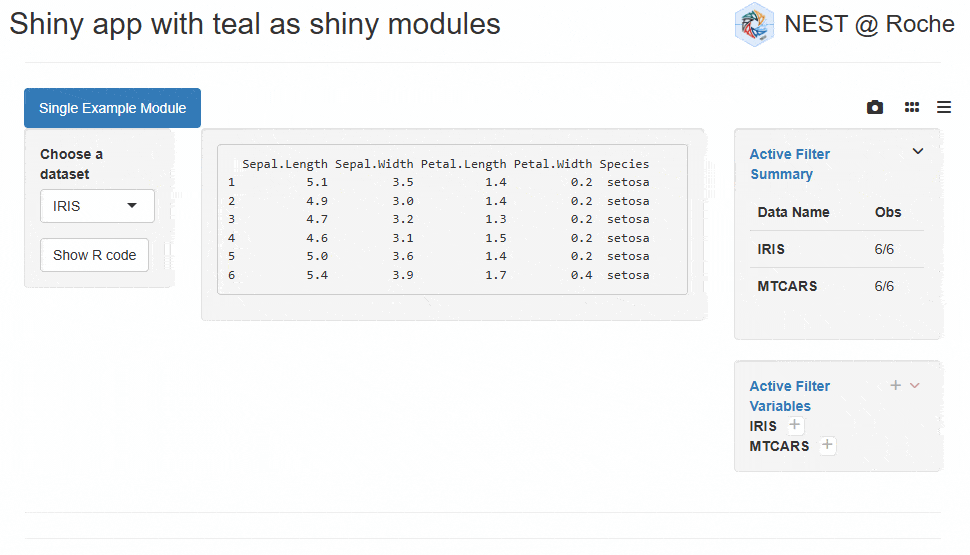 Shiny app with teal as shiny modules
NEST @ Roche
Single Example Module
Choose a
dataset
IRIS
Show R code
Sepal.Length Sepal.Width Petal.Length Petal.Width Species
1 5.1 3.5 1.4 0.2 setosa
2 4.9 3.0 1.4 0.2 setosa
3 4.7 3.2 1.3 0.2 setosa
4 4.6 3.1 1.5 0.2 setosa
5 5.0 3.6 1.4 0.2 setosa
6 5.4 3.9 1.7 0.4 setosa
Active Filter
Summary
Data Name Obs
IRIS 6/6
MTCARS 6/6
Active Filter
Variables
IRIS
MTCARS